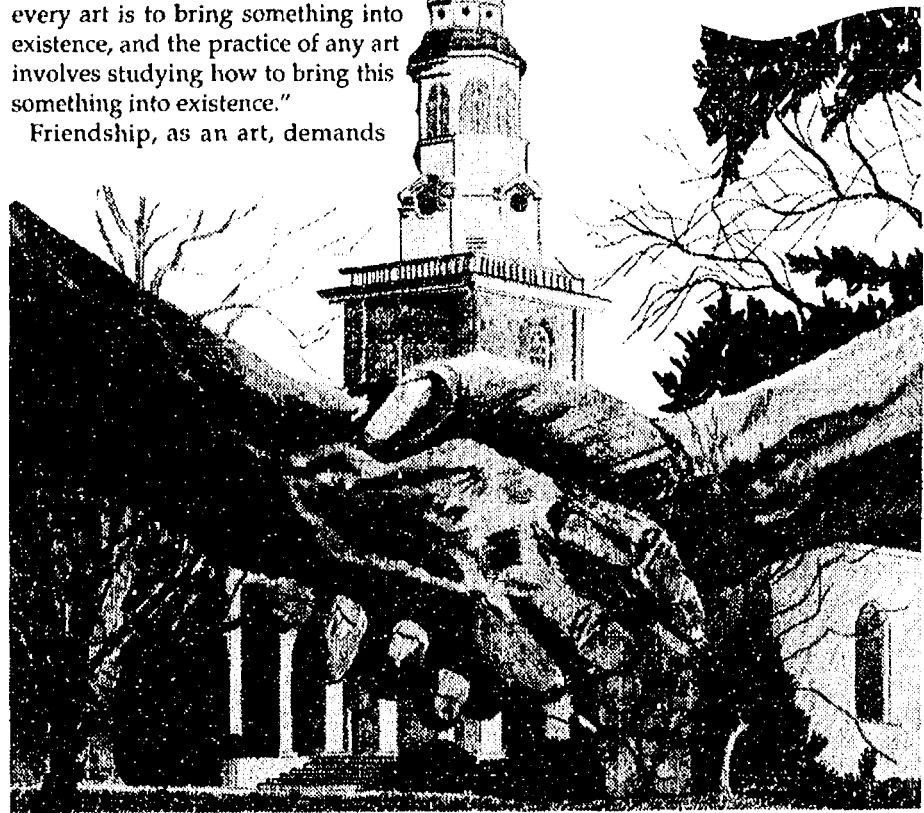 every art is to bring something into
existence, and the practice of any art
involves studying how to bring this
something into existence."
Friendship, as an art, demands